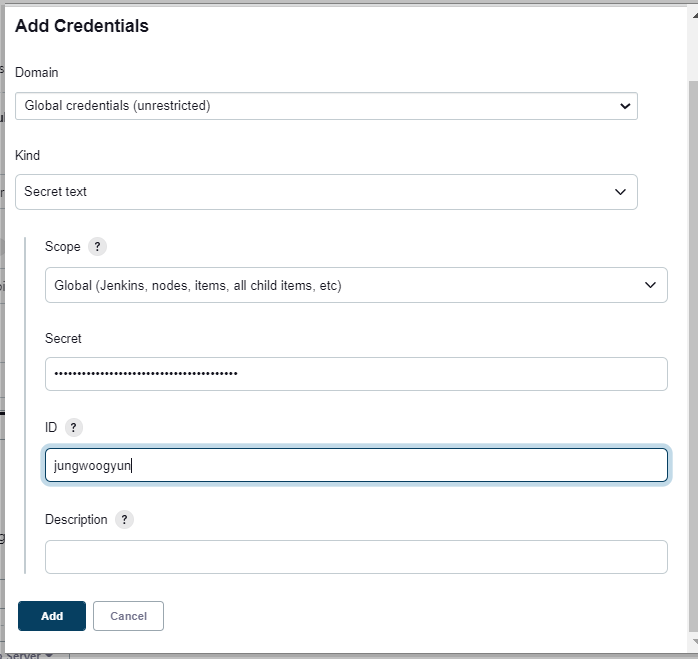 Add Credentials
Domain
Global credentials (unrestricted)
Kind
Secret text
Scope ?
Global (Jenkins, nodes, items, all child items, etc)
Secret
••••••••••••••••••••••••••••••••••••••••
ID ?
jungwoogyun
Description ?
Add Cancel
Server